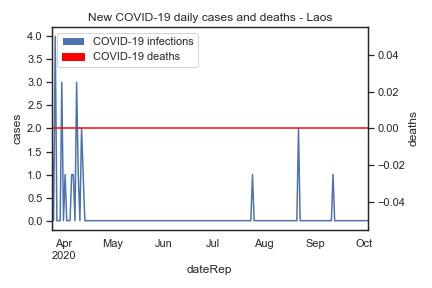 New COVID-19 daily cases and deaths - Laos
COVID-19 infections
COVID-19 deaths
4.0
3.5
3.0
2.5
2.0
1.5
1.0
0.5
0.0
cases
0.04
0.02
0.00
−0.02
−0.04
deaths
Apr May Jun Jul Aug Sep Oct
2020
dateRep